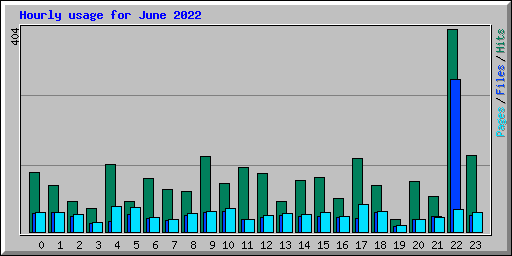 Hourly usage for June 2022
404
Pages / Files / Hits
0 1 2 3 4 5 6 7 8 9 10 11 12 13 14 15 16 17 18 19 20 21 22 23